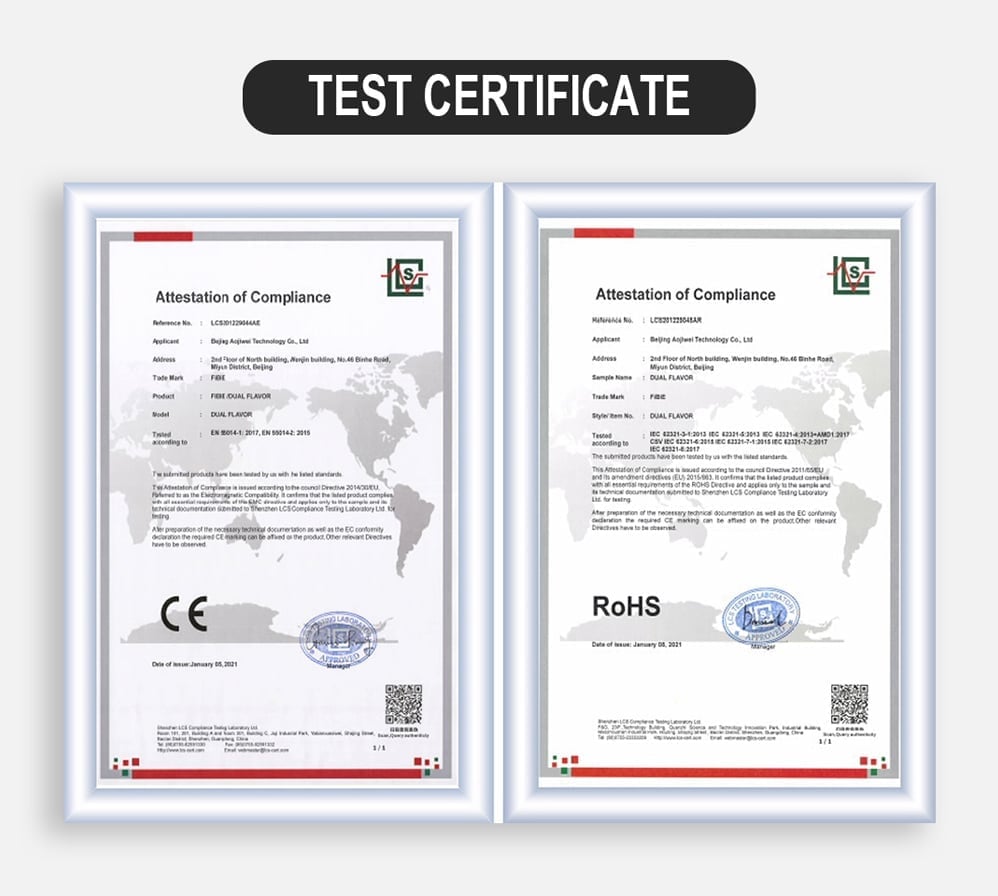 TEST CERTIFICATE
LCS
Attestation of Compliance
Reference No. : LCS201229044AE
Applicant : Beijing Aojiwei Technology Co., Ltd
Address : 2nd Floor of North building, Wenjin building, No.46 Binhe Road,
Miyun District, Beijing
Trade Mark : FiBiE
Product : FiBiE /DUAL FLAVOR
Model : DUAL FLAVOR
Tested : EN 55014-1: 2017, EN 55014-2: 2015
according to
The submitted products have been tested by us with the listed standards.
This Attestation of Compliance is issued according to the council Directive 2014/30/EU,
Referred to as the Electromagnetic Compatibility. It confirms that the listed product complies
with all essential requirements of the EMC directive and applies only to the sample and its
technical documentation submitted to Shenzhen LCS Compliance Testing Laboratory Ltd. for
testing
After preparation of the necessary technical documentation as well as the EC conformity
declaration the required CE marking can be affixed on the product.Other relevant Directives
have to be observed
CE
TESTING LABORATORY
APPROVED
Manager
Date of issue:January 05, 2021
Scan,Query authenticity
Shenzhen LCS Compliance Testing Laboratory Ltd.
1 / 1
LCS
Attestation of Compliance
Reference No. : LCS201229045AR
Applicant : Beijing Aojiwei Technology Co., Ltd
Address : 2nd Floor of North building, Wenjin building, No.46 Binhe Road,
Miyun District, Beijing
Sample Name : DUAL FLAVOR
Trade Mark : FiBiE
Style/ Item No. : DUAL FLAVOR
Tested : IEC 62321-3-1:2013 IEC 62321-5:2013 IEC 62321-4:2013+AMD1:2017
according to CSV IEC 62321-6:2015 IEC 62321-7-1:2015 IEC 62321-7-2:2017
IEC 62321-8:2017
The submitted products have been tested by us with the listed standards.
This Attestation of Compliance is issued according to the council Directive 2011/65/EU
and its amendment directives (EU) 2015/863. It confirms that the listed product complies
with all essential requirements of the ROHS Directive and applies only to the sample and
its technical documentation submitted to Shenzhen LCS Compliance Testing Laboratory
Ltd. for testing.
After preparation of the necessary technical documentation as well as the EC conformity
declaration the required CE marking can be affixed on the product.Other relevant
Directives have to be observed.
RoHS
LCS TESTING LABORATORY
APPROVED
Manager
Date of issue: January 05, 2021
Scan,Query authenticity
Shenzhen LCS Compliance Testing Laboratory Ltd.
1 / 1